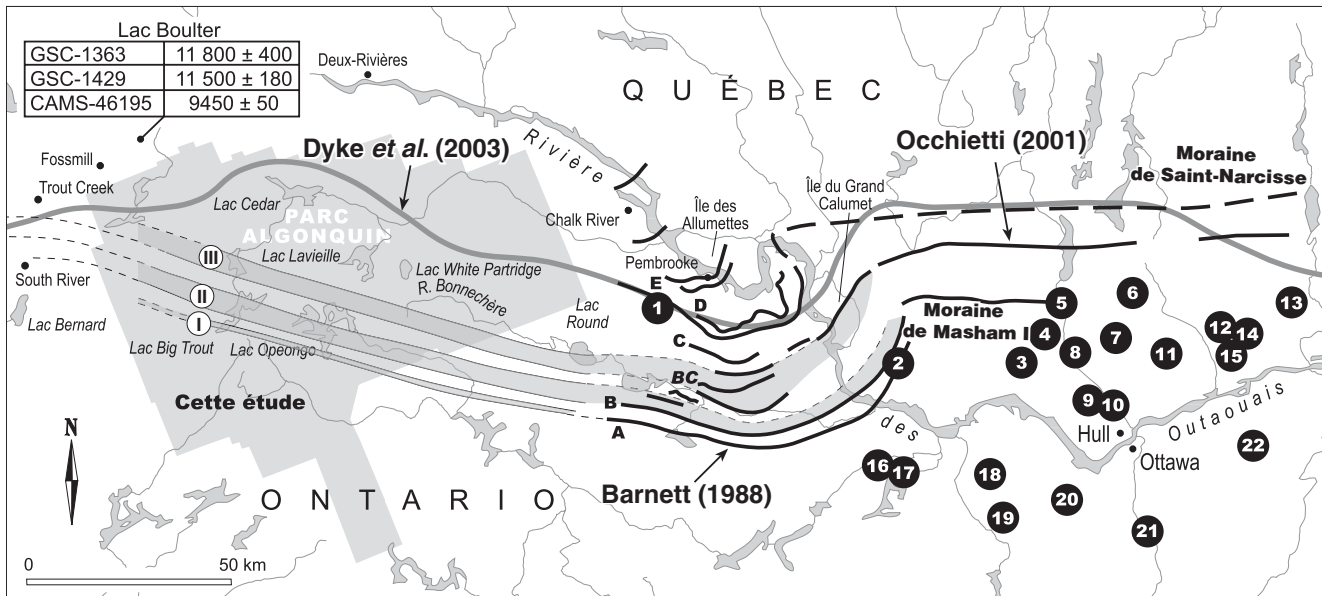 Lac Boulter
GSC-1363 11 800 ± 400
GSC-1429 11 500 ± 180
CAMS-46195 9450 ± 50
Deux-Rivières
QUÉBEC
Dyke et al. (2003)
Occhietti (2001)
Moraine
de Saint-Narcisse
Rivière
Fossmill
Trout Creek
Lac Cedar
PARC
ALGONQUIN
Lac Lavieille
Chalk River
Île des
Allumettes
Île du Grand
Calumet
Pembrooke
Lac White Partridge
R. Bonnechère
South River
Lac Bernard
III
II
I
Lac Big Trout
Lac Opeongo
Lac
Round
E
D
C
BC
B
A
1
2
Moraine
de Masham I
3
4
5
6
7
8
9
10
11
12
13
14
15
Cette étude
N
des
Outaouais
Hull
Ottawa
16
17
18
19
20
21
22
Barnett (1988)
ONTARIO
0 50 km